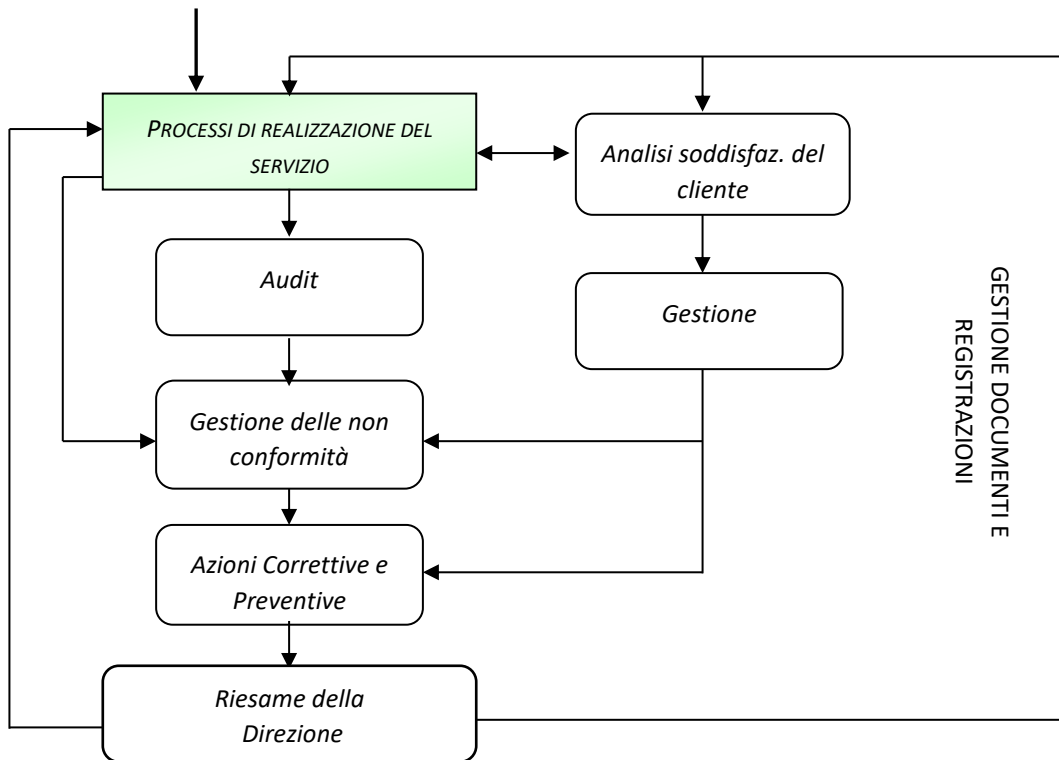 PROCESSI DI REALIZZAZIONE DEL
SERVIZIO
Analisi soddisfaz. del
cliente
Audit
Gestione
Gestione delle non
conformità
Azioni Correttive e
Preventive
Riesame della
Direzione
GESTIONE DOCUMENTI E
REGISTRAZIONI